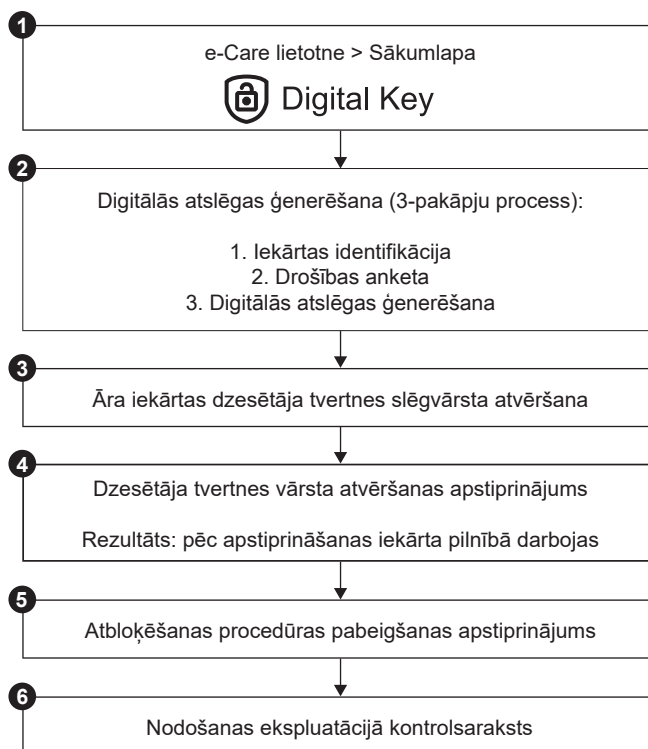 1
e-Care lietotne > Sākumlapa
Digital Key
2
Digitālās atslēgas ģenerēšana (3-pakāpju process):
1. Iekārtas identifikācija
2. Drošības anketa
3. Digitālās atslēgas ģenerēšana
3
Āra iekārtas dzesētāja tvertnes slēgvārsta atvēršana
4
Dzesētāja tvertnes vārsta atvēršanas apstiprinājums
Rezultāts: pēc apstiprināšanas iekārta pilnībā darbojas
5
Atbloķēšanas procedūras pabeigšanas apstiprinājums
6
Nodošanas ekspluatācijā kontrolsaraksts